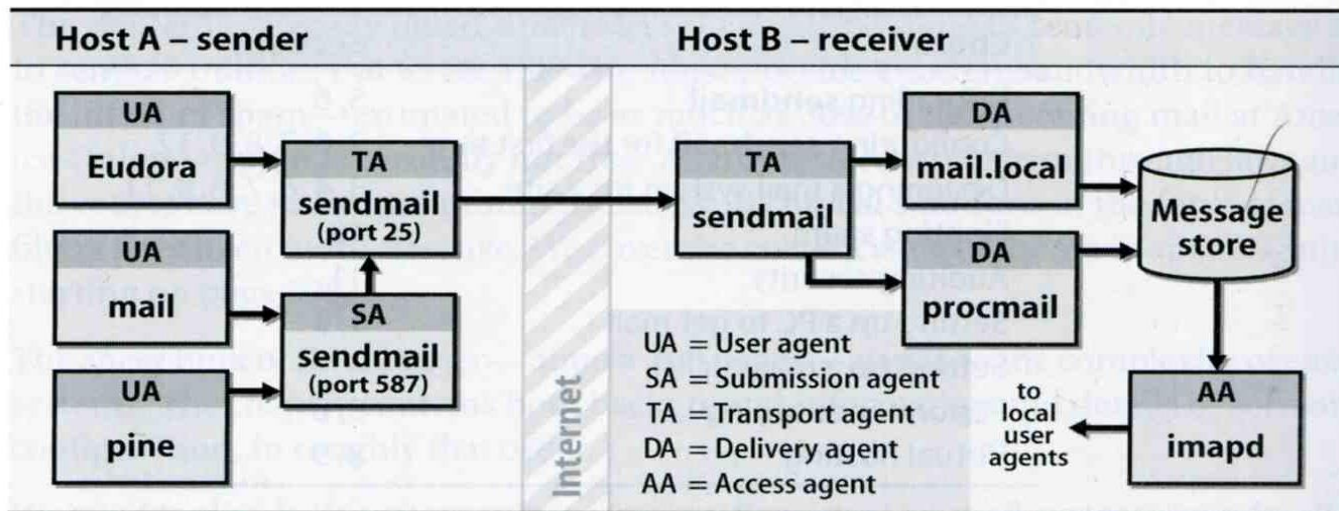 Host A – sender
Host B – receiver
UA
Eudora
UA
mail
UA
pine
TA
sendmail
(port 25)
SA
sendmail
(port 587)
Internet
TA
sendmail
DA
mail.local
DA
procmail
Message
store
UA = User agent
SA = Submission agent
TA = Transport agent
DA = Delivery agent
AA = Access agent
to
local
user
agents
AA
imapd